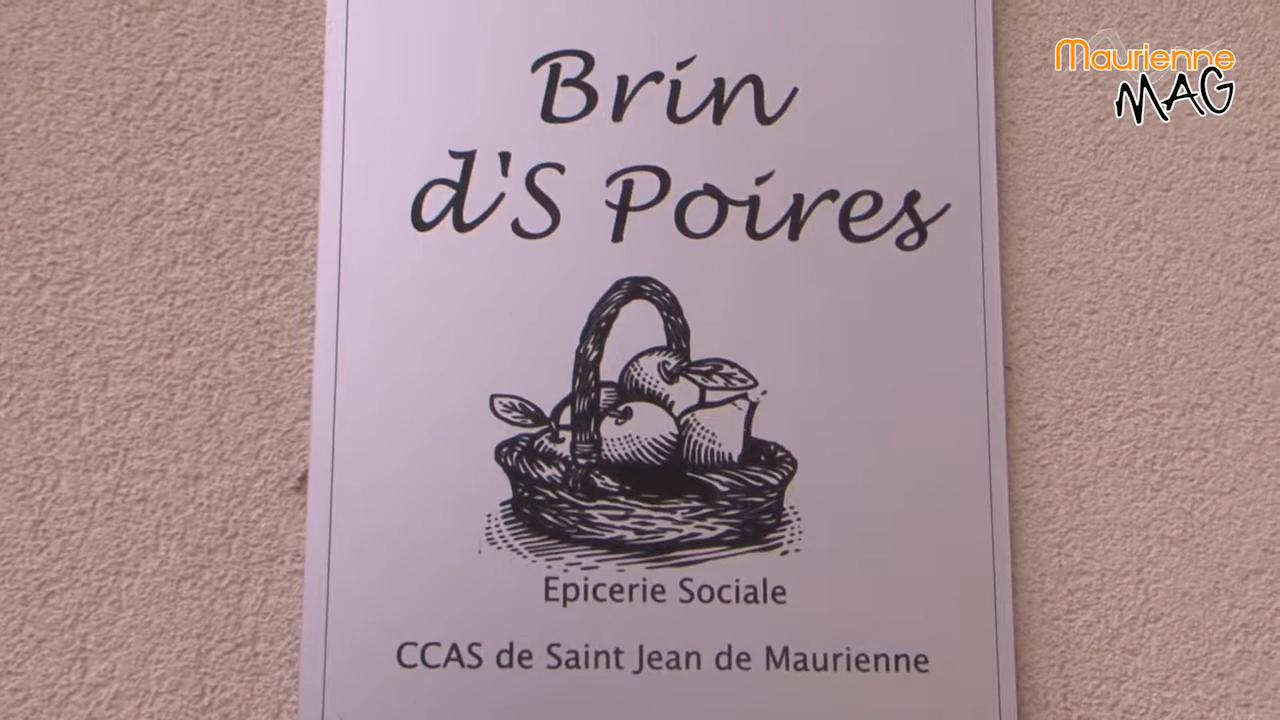 Maurienne
MAG
Brin
d'S Poires
Epicerie Sociale
CCAS de Saint Jean de Maurienne